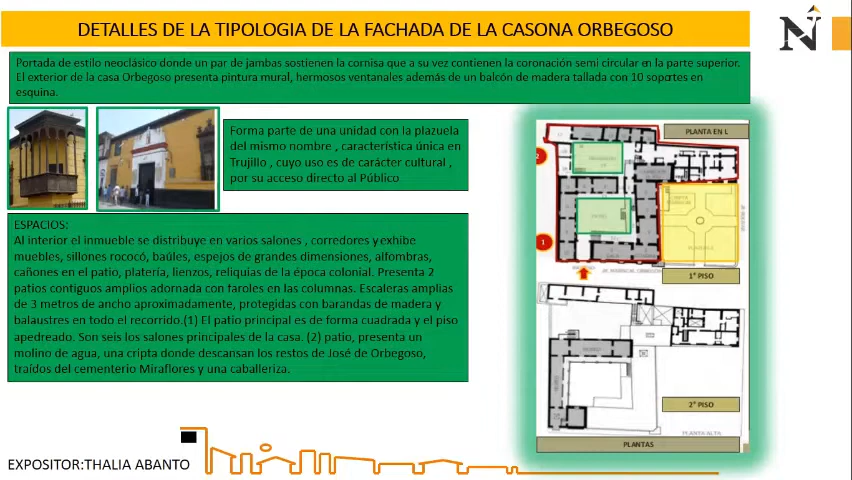 DETALLES DE LA TIPOLOGIA DE LA FACHADA DE LA CASONA ORBEGOSO
Portada de estilo neoclásico donde un par de jambas sostienen la cornisa que a su vez contienen la coronación semi circular en la parte superior.
El exterior de la casa Orbegoso presenta pintura mural, hermosos ventanales además de un balcón de madera tallada con 10 soportes en
esquina.
Forma parte de una unidad con la plazuela
del mismo nombre , característica única en
Trujillo , cuyo uso es de carácter cultural ,
por su acceso directo al Público
ESPACIOS:
Al interior el inmueble se distribuye en varios salones , corredores y exhibe
muebles, sillones rococó, baúles, espejos de grandes dimensiones, alfombras,
cañones en el patio, platería, lienzos, reliquias de la época colonial. Presenta 2
patios contiguos amplios adornada con faroles en las columnas. Escaleras amplias
de 3 metros de ancho aproximadamente, protegidas con barandas de madera y
balaustres en todo el recorrido.(1) El patio principal es de forma cuadrada y el piso
apedreado. Son seis los salones principales de la casa. (2) patio, presenta un
molino de agua, una cripta donde descansan los restos de José de Orbegoso,
traídos del cementerio Miraflores y una caballeriza.
PLANTA EN L
2
1
1° PISO
2° PISO
PLANTA ALTA
PLANTAS
N
EXPOSITOR:THALIA ABANTO